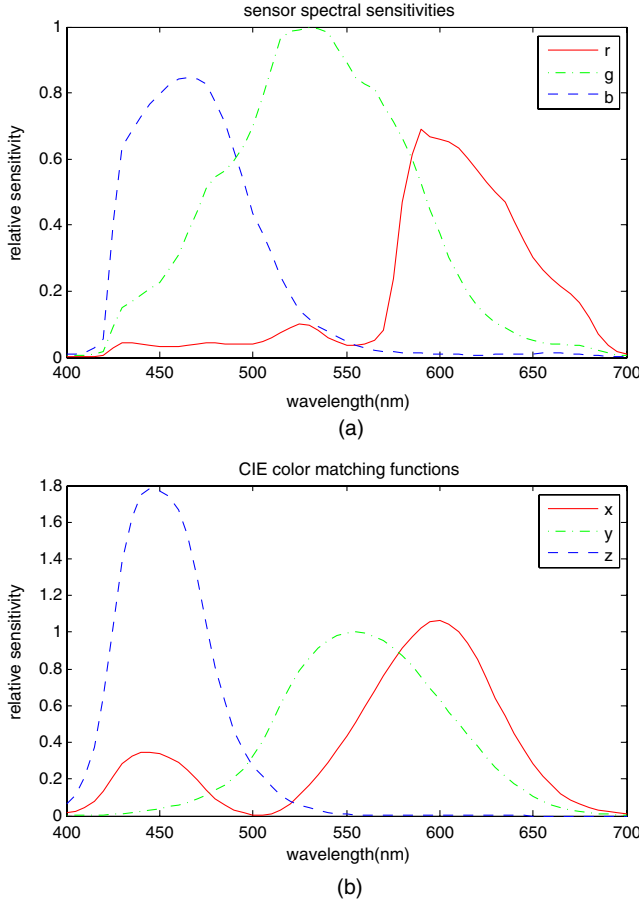 sensor spectral sensitivities
1
0.8
0.6
0.4
0.2
0
relative sensitivity
r
g
b
400 450 500 550 600 650 700
wavelength(nm)
(a)
CIE color matching functions
1.8
1.6
1.4
1.2
1
0.8
0.6
0.4
0.2
0
relative sensitivity
x
y
z
400 450 500 550 600 650 700
wavelength(nm)
(b)